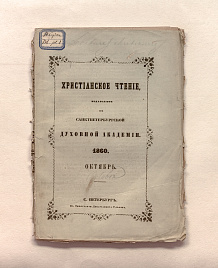 ХРИСТІАНСКОЕ ЧТЕНІЕ,
ИЗДАВАЕМОЕ
ПРИ
САНКТПЕТЕРБУРГСКОЙ
ДУХОВНОЙ АКАДЕМІИ.
1860.
ОКТЯБРЬ.
С. ПЕТЕРБУРГЪ.